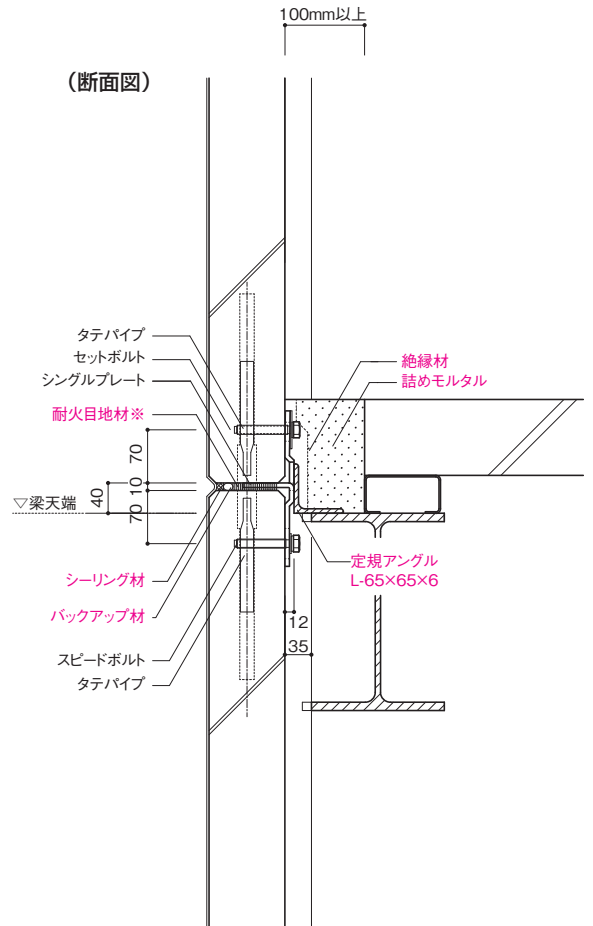 100mm以上
（断面図）
タテパイプ
セットボルト
シングルプレート
耐火目地材※
絶縁材
詰めモルタル
70
10
40
70
▽梁天端
シーリング材
バックアップ材
定規アングル
L-65×65×6
12
35
スピードボルト
タテパイプ